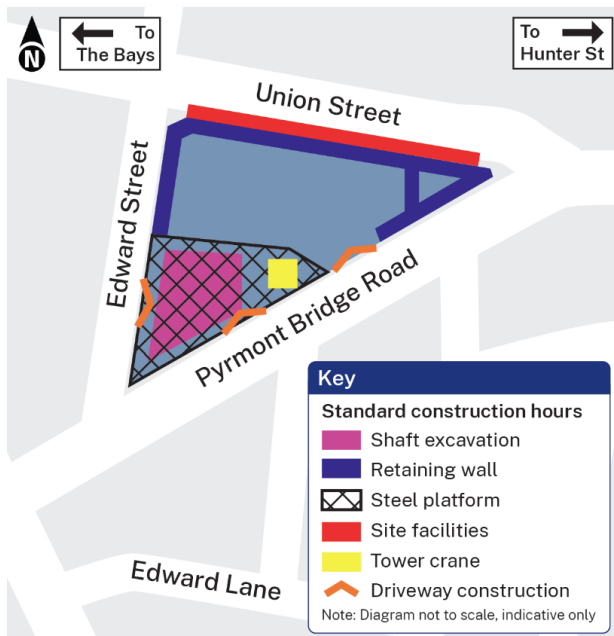 N
To
The Bays
To
Hunter St
Union Street
Edward Street
Pyrmont Bridge Road
Edward Lane
Key
Standard construction hours
Shaft excavation
Retaining wall
Steel platform
Site facilities
Tower crane
Driveway construction
Note: Diagram not to scale, indicative only